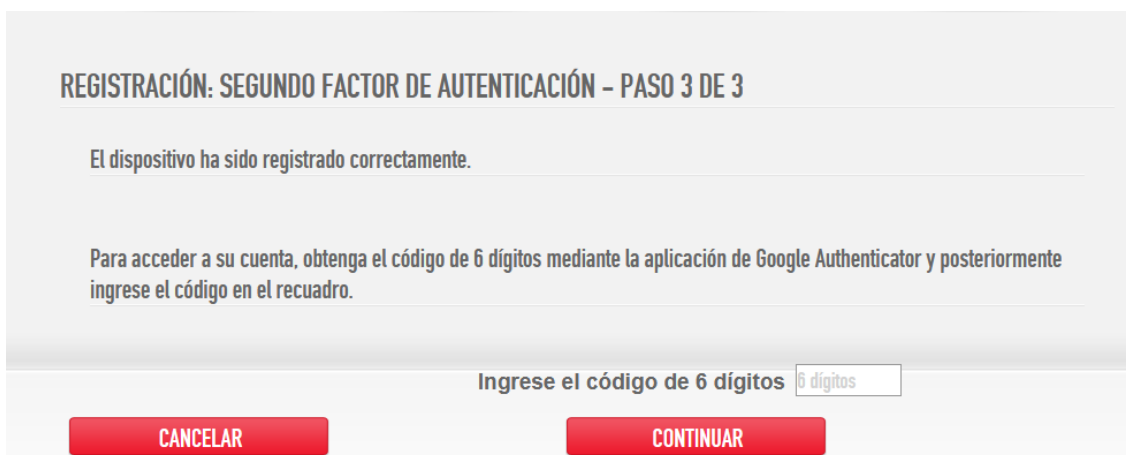 REGISTRACIÓN: SEGUNDO FACTOR DE AUTENTICACIÓN - PASO 3 DE 3
El dispositivo ha sido registrado correctamente.
Para acceder a su cuenta, obtenga el código de 6 dígitos mediante la aplicación de Google Authenticator y posteriormente
ingrese el código en el recuadro.
Ingrese el código de 6 dígitos 6 dígitos
CANCELAR CONTINUAR